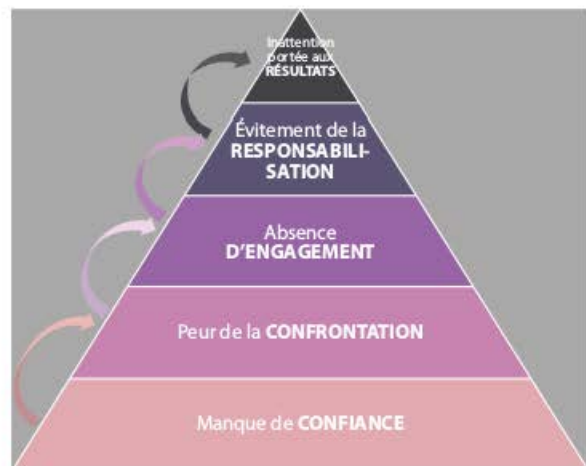 Inattention
portée aux
RÉSULTATS
Évitement de la
RESPONSABILI-
SATION
Absence
D'ENGAGEMENT
Peur de la CONFRONTATION
Manque de CONFIANCE